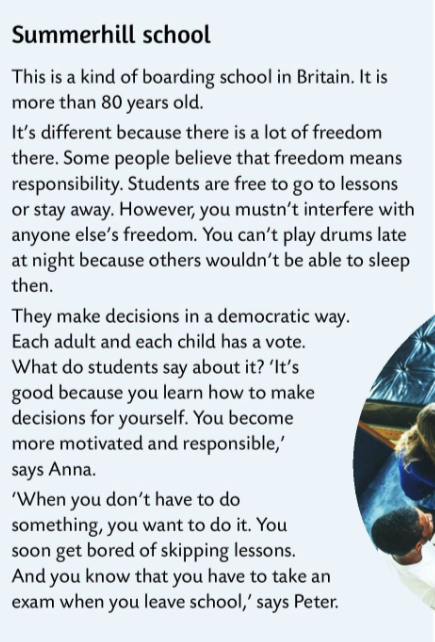 Summerhill school
This is a kind of boarding school in Britain. It is
more than 80 years old.
It's different because there is a lot of freedom
there. Some people believe that freedom means
responsibility. Students are free to go to lessons
or stay away. However, you mustn't interfere with
anyone else's freedom. You can't play drums late
at night because others wouldn't be able to sleep
then.
They make decisions in a democratic way.
Each adult and each child has a vote.
What do students say about it? 'It's
good because you learn how to make
decisions for yourself. You become
more motivated and responsible,'
says Anna.
'When you don't have to do
something, you want to do it. You
soon get bored of skipping lessons.
And you know that you have to take an
exam when you leave school,' says Peter.